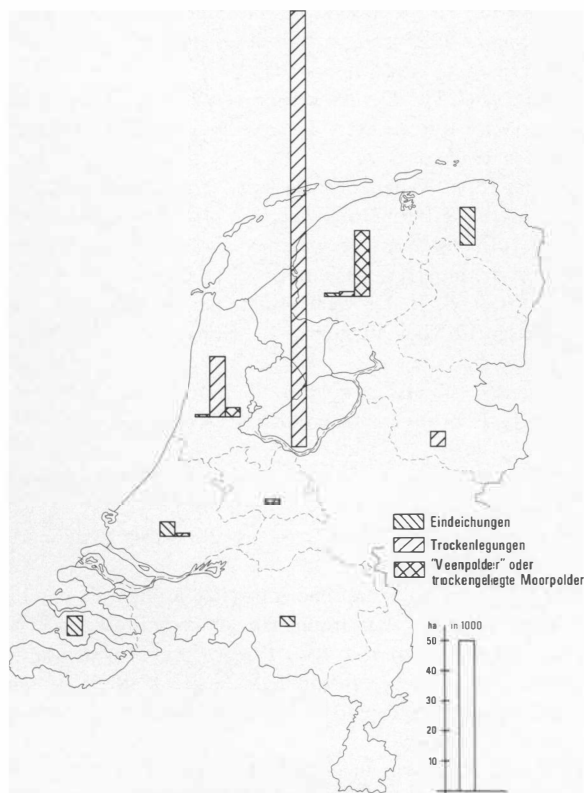 Eindeichungen
Trockenlegungen
"Veenpolder" oder
trockengelegte Moorpolder
ha in 1000
50
40
30
20
10